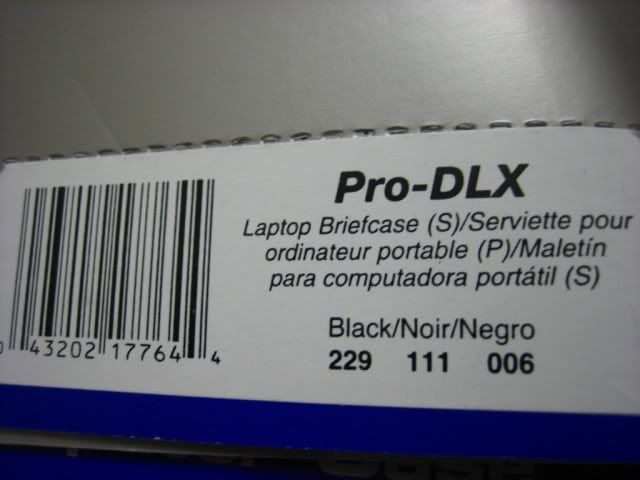 Pro-DLX
Laptop Briefcase (S)/Serviette pour
ordinateur portable (P)/Maletín
para computadora portátil (S)
Black/Noir/Negro
229 111 006
0 43202 17764 4